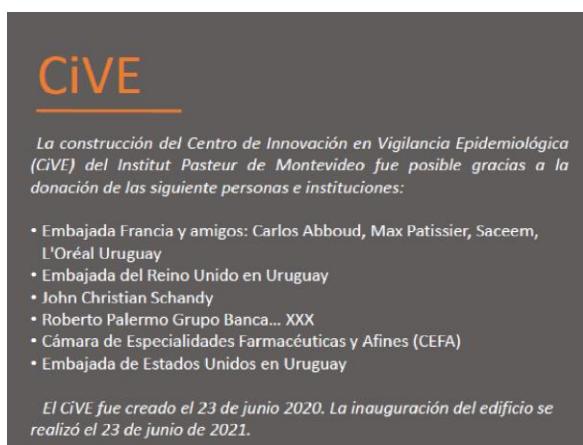 CiVE
La construcción del Centro de Innovación en Vigilancia Epidemiológica
(CiVE) del Institut Pasteur de Montevideo fue posible gracias a la
donación de las siguiente personas e instituciones:
• Embajada Francia y amigos: Carlos Abboud, Max Patissier, Saceem,
L'Oréal Uruguay
• Embajada del Reino Unido en Uruguay
• John Christian Schandy
• Roberto Palermo Grupo Banca... XXX
• Cámara de Especialidades Farmacéuticas y Afines (CEFA)
• Embajada de Estados Unidos en Uruguay
El CiVE fue creado el 23 de junio 2020. La inauguración del edificio se
realizó el 23 de junio de 2021.